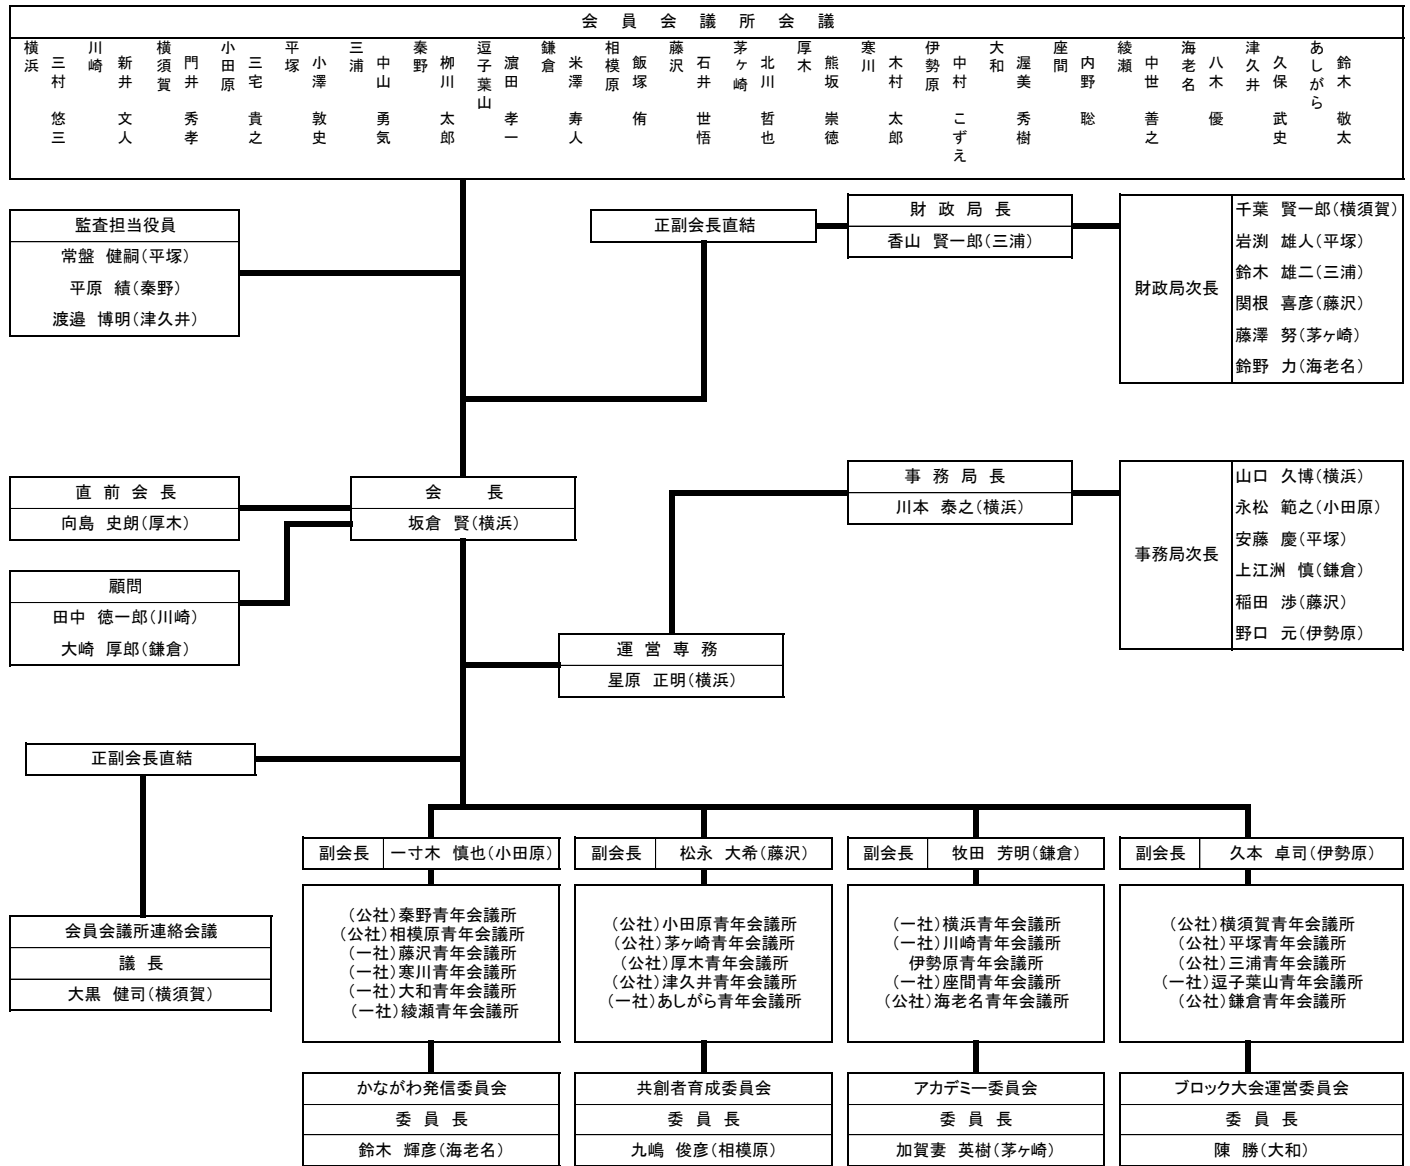 会員会議所会議
横浜 三村 悠三
川崎 新井 文人
横須賀 門井 秀孝
小田原 三宅 貴之
平塚 小澤 敦史
三浦 中山 勇気
秦野 栁川 太郎
逗子葉山 濵田 孝一
鎌倉 米澤 寿人
相模原 飯塚 侑
藤沢 石井 世悟
茅ヶ崎 北川 哲也
厚木 熊坂 崇徳
寒川 木村 太郎
伊勢原 中村 こずえ
大和 渥美 秀樹
座間 内野 聡
綾瀬 中世 善之
海老名 八木 優
津久井 久保 武史
あしがら 鈴木 敬太
監査担当役員
常盤 健嗣(平塚)
平原 績(秦野)
渡邉 博明(津久井)
正副会長直結
財政局長
香山 賢一郎(三浦)
財政局次長
千葉 賢一郎(横須賀)
岩渕 雄人(平塚)
鈴木 雄二(三浦)
関根 喜彦(藤沢)
藤澤 努(茅ヶ崎)
鈴野 力(海老名)
直前会長
向島 史朗(厚木)
会長
坂倉 賢(横浜)
顧問
田中 徳一郎(川崎)
大崎 厚郎(鎌倉)
事務局長
川本 泰之(横浜)
事務局次長
山口 久博(横浜)
永松 範之(小田原)
安藤 慶(平塚)
上江洲 慎(鎌倉)
稲田 渉(藤沢)
野口 元(伊勢原)
運営専務
星原 正明(横浜)
正副会長直結
会員会議所連絡会議
議長
大黒 健司(横須賀)
副会長 一寸木 慎也(小田原)
(公社)秦野青年会議所
(公社)相模原青年会議所
(一社)藤沢青年会議所
(一社)寒川青年会議所
(一社)大和青年会議所
(一社)綾瀬青年会議所
かながわ発信委員会
委員長
鈴木 輝彦(海老名)
副会長 松永 大希(藤沢)
(公社)小田原青年会議所
(公社)茅ヶ崎青年会議所
(公社)厚木青年会議所
(公社)津久井青年会議所
(一社)あしがら青年会議所
共創者育成委員会
委員長
九嶋 俊彦(相模原)
副会長 牧田 芳明(鎌倉)
(一社)横浜青年会議所
(一社)川崎青年会議所
伊勢原青年会議所
(一社)座間青年会議所
(公社)海老名青年会議所
アカデミー委員会
委員長
加賀妻 英樹(茅ヶ崎)
副会長 久本 卓司(伊勢原)
(公社)横須賀青年会議所
(公社)平塚青年会議所
(公社)三浦青年会議所
(一社)逗子葉山青年会議所
(公社)鎌倉青年会議所
ブロック大会運営委員会
委員長
陳 勝(大和)